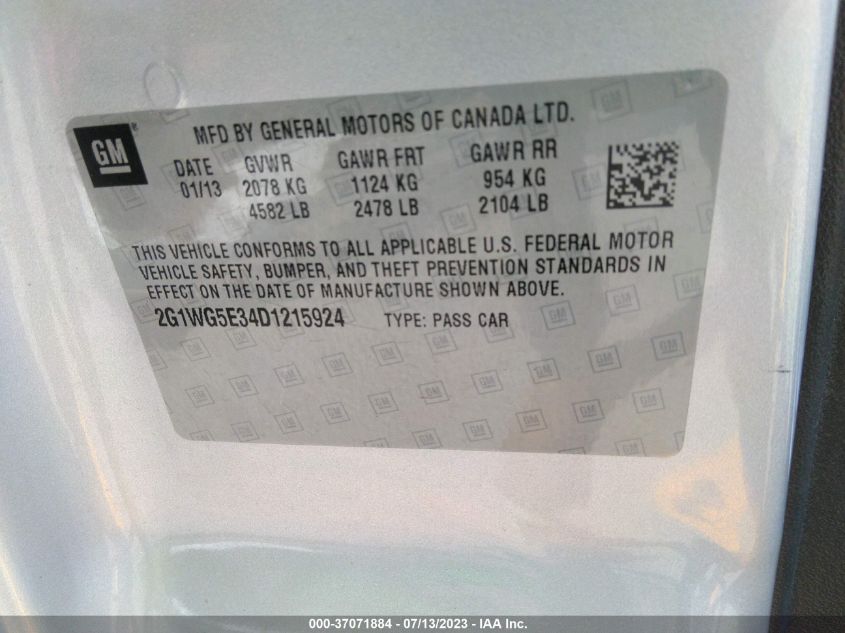 GM ®
MFD BY GENERAL MOTORS OF CANADA LTD.
DATE GVWR GAWR FRT GAWR RR
01/13 2078 KG 1124 KG 954 KG
4582 LB 2478 LB 2104 LB
THIS VEHICLE CONFORMS TO ALL APPLICABLE U.S. FEDERAL MOTOR
VEHICLE SAFETY, BUMPER, AND THEFT PREVENTION STANDARDS IN
EFFECT ON THE DATE OF MANUFACTURE SHOWN ABOVE.
2G1WG5E34D1215924 TYPE: PASS CAR
000-37071884 - 07/13/2023 - IAA Inc.